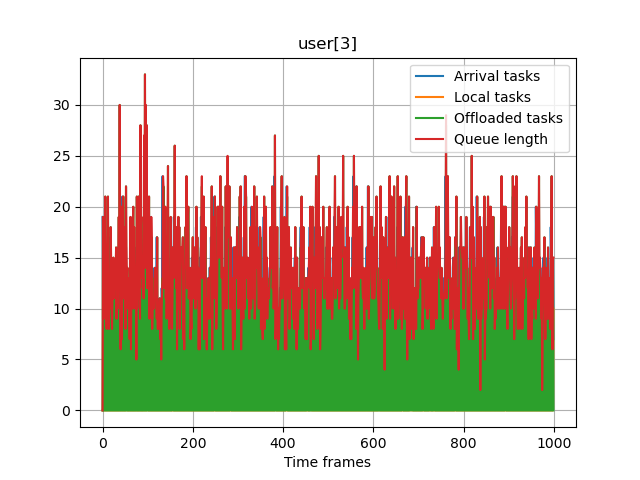 user[3]
Arrival tasks
Local tasks
Offloaded tasks
Queue length
30
25
20
15
10
5
0
0 200 400 600 800 1000
Time frames